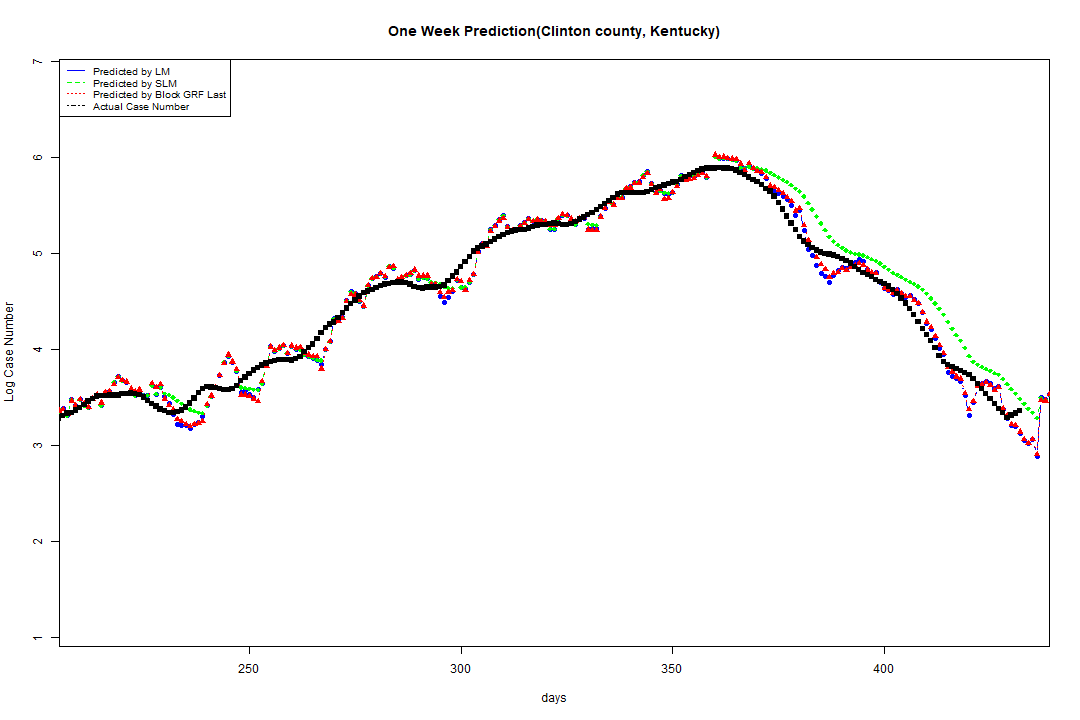 One Week Prediction(Clinton county, Kentucky)
Predicted by LM
Predicted by SLM
Predicted by Block GRF Last
Actual Case Number
Log Case Number
7
6
5
4
3
2
1
250 300 350 400
days